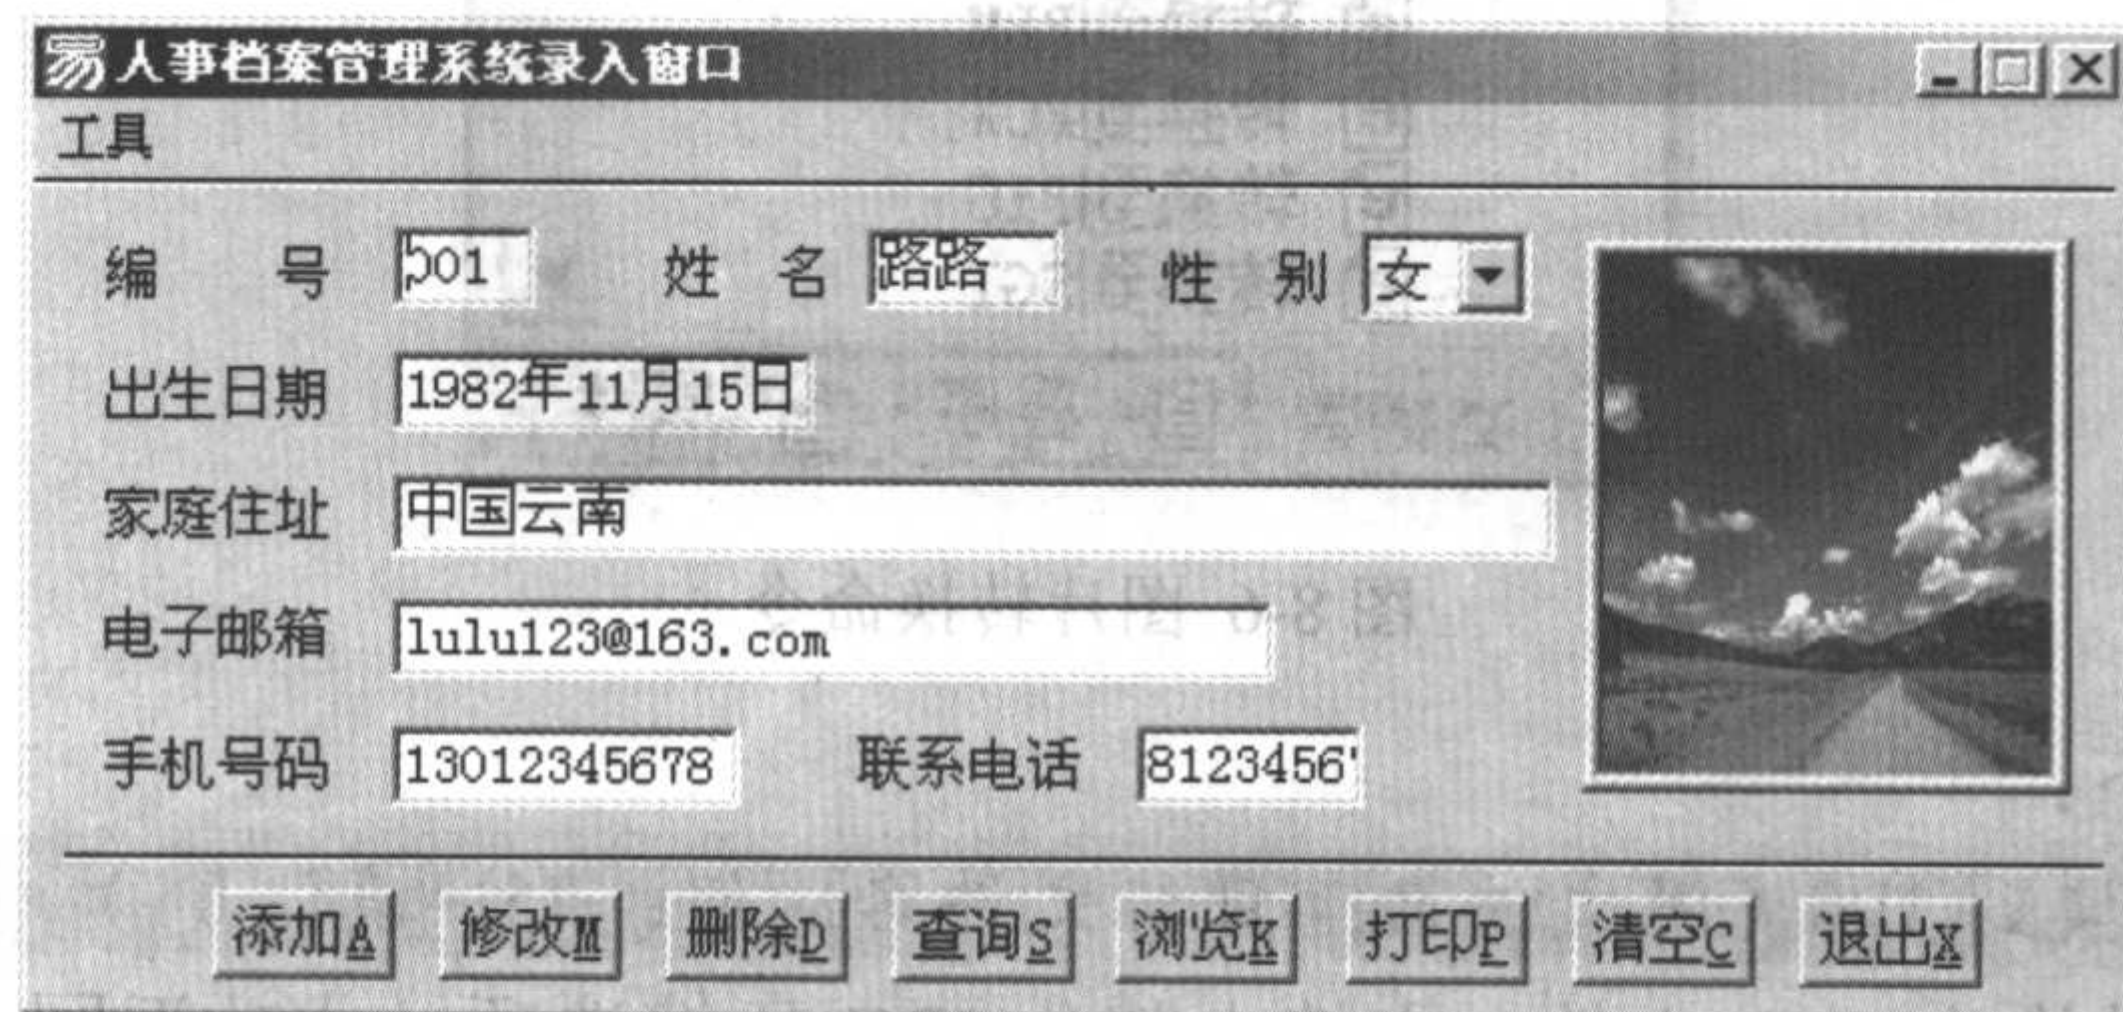 易 人事档案管理系统录入窗口
工具
编 号 001 姓 名 路路 性 别 女
出生日期 1982年11月15日
家庭住址 中国云南
电子邮箱 lulu123@163.com
手机号码 13012345678 联系电话 8123456
添加A 修改M 删除D 查询S 浏览K 打印P 清空C 退出X